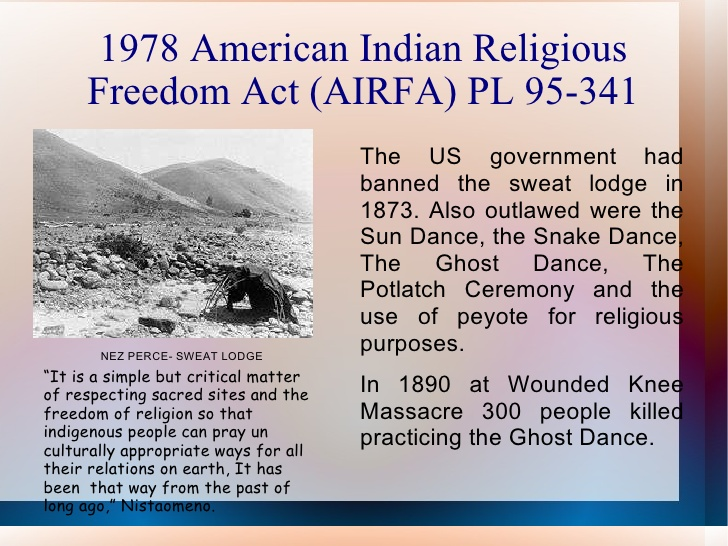 1978 American Indian Religious
Freedom Act (AIRFA) PL 95-341
NEZ PERCE- SWEAT LODGE
“It is a simple but critical matter
of respecting sacred sites and the
freedom of religion so that
indigenous people can pray un
culturally appropriate ways for all
their relations on earth, It has
been that way from the past of
long ago,” Nistaomeno.
The US government had
banned the sweat lodge in
1873. Also outlawed were the
Sun Dance, the Snake Dance,
The Ghost Dance, The
Potlatch Ceremony and the
use of peyote for religious
purposes.
In 1890 at Wounded Knee
Massacre 300 people killed
practicing the Ghost Dance.